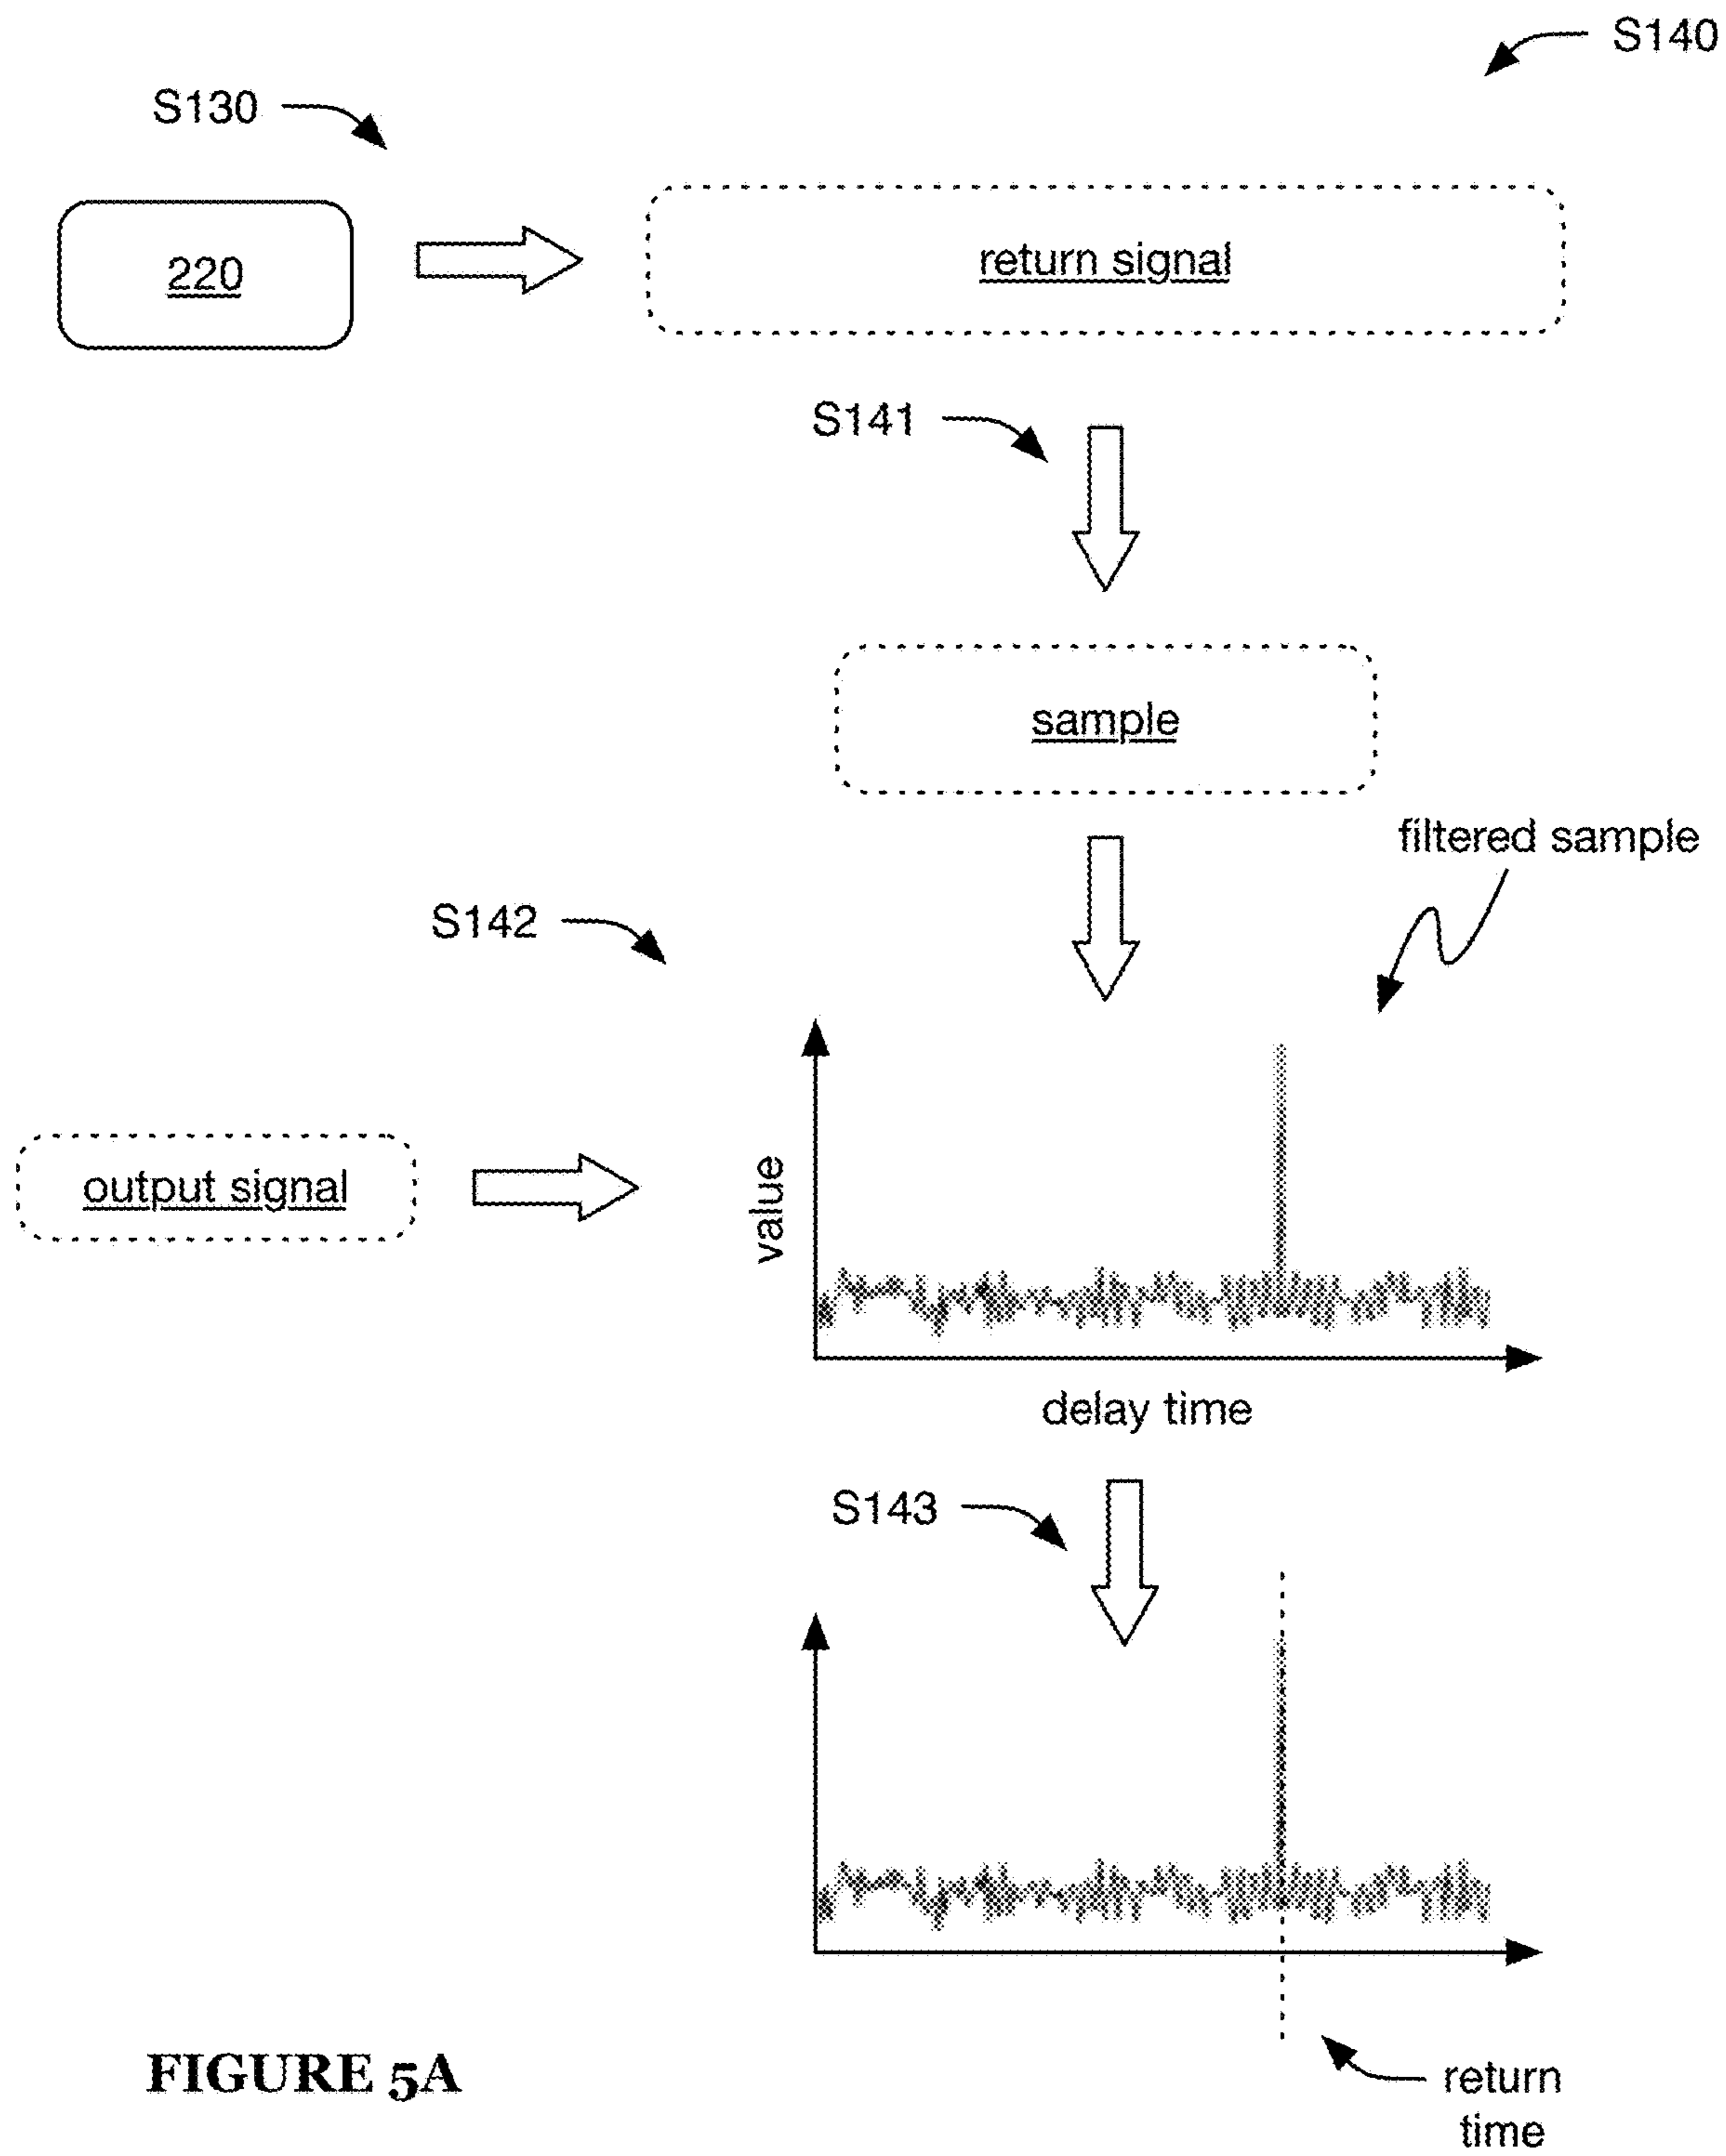 S140
S130
220
return signal
S141
sample
filtered sample
S142
output signal
value
delay time
S143
FIGURE 5A
return
time